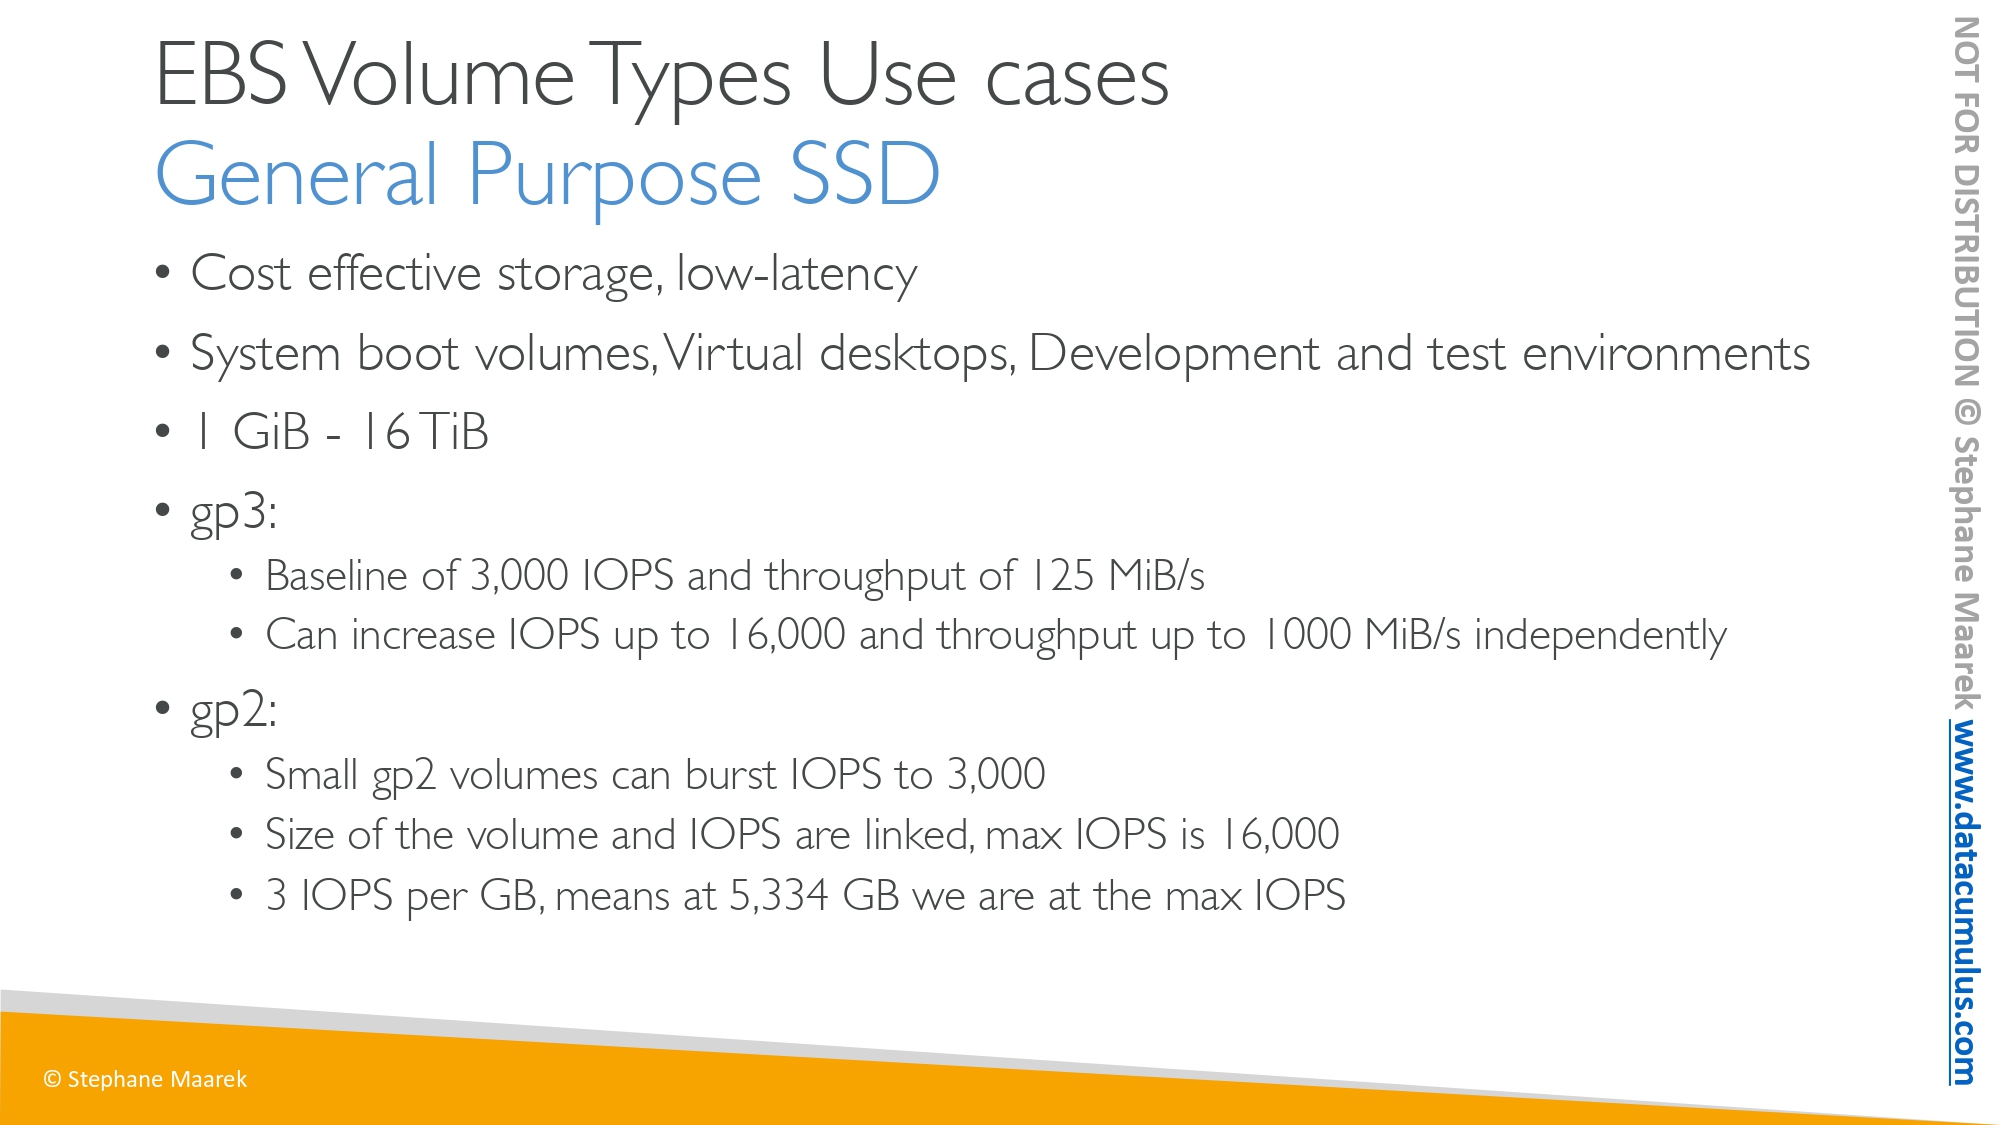 EBS Volume Types Use cases
General Purpose SSD
• Cost effective storage, low-latency
• System boot volumes, Virtual desktops, Development and test environments
• 1 GiB - 16 TiB
• gp3:
• Baseline of 3,000 IOPS and throughput of 125 MiB/s
• Can increase IOPS up to 16,000 and throughput up to 1000 MiB/s independently
• gp2:
• Small gp2 volumes can burst IOPS to 3,000
• Size of the volume and IOPS are linked, max IOPS is 16,000
• 3 IOPS per GB, means at 5,334 GB we are at the max IOPS
© Stephane Maarek
NOT FOR DISTRIBUTION © Stephane Maarek www.datacumulus.com